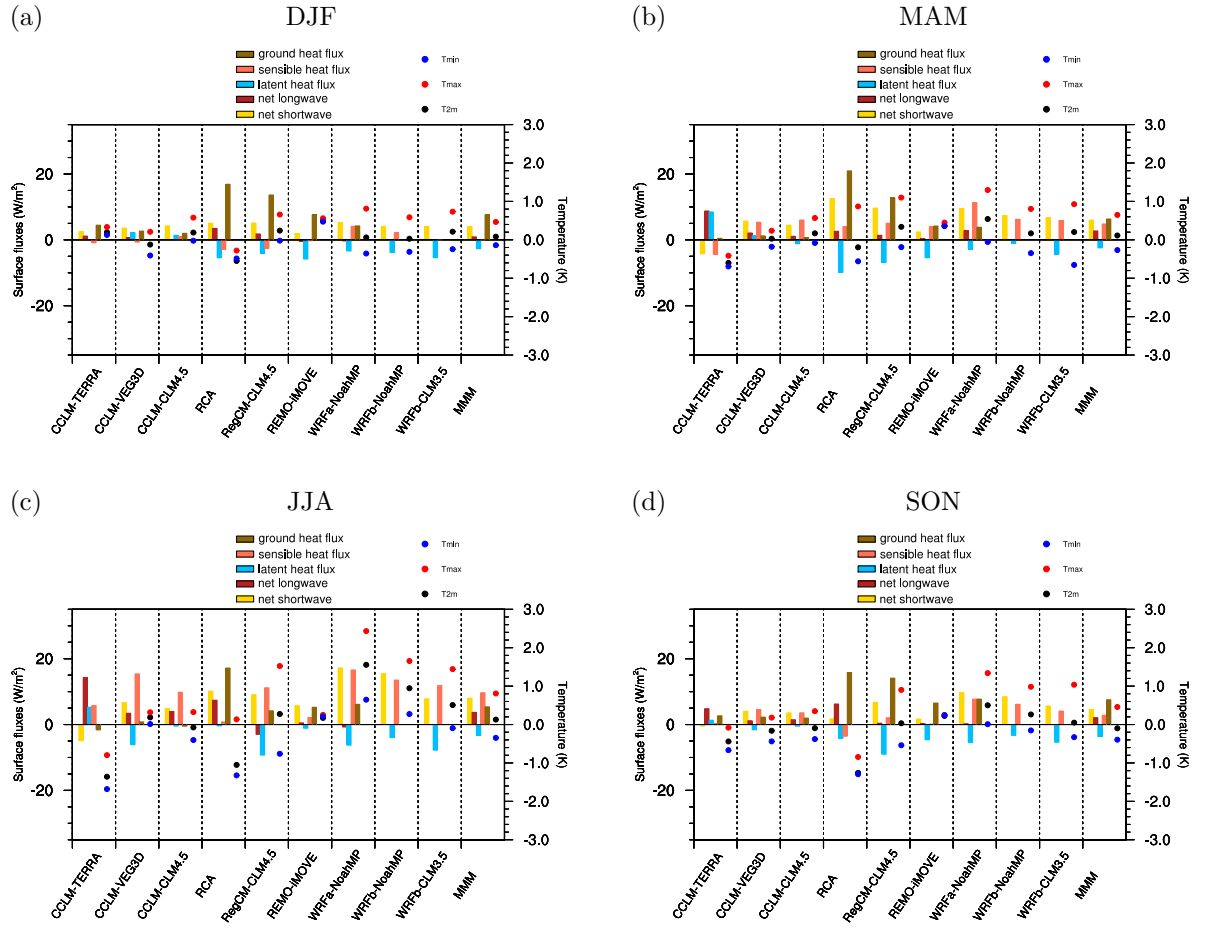 (a) DJF
ground heat flux
sensible heat flux
latent heat flux
net longwave
net shortwave
Tmin
Tmax
T2m
Surface fluxes (W/m²)
20
0
-20
3.0
2.0
1.0
0.0
-1.0
-2.0
-3.0
Temperature (K)
CCLM-TERRA
CCLM-VEG3D
CCLM-CLM4.5
RCA
RegCM-CLM4.5
REMO-iMOVE
WRFa-NoahMP
WRFb-NoahMP
WRFb-CLM3.5
MMM
(b) MAM
ground heat flux
sensible heat flux
latent heat flux
net longwave
net shortwave
Tmin
Tmax
T2m
Surface fluxes (W/m²)
20
0
-20
3.0
2.0
1.0
0.0
-1.0
-2.0
-3.0
Temperature (K)
CCLM-TERRA
CCLM-VEG3D
CCLM-CLM4.5
RCA
RegCM-CLM4.5
REMO-iMOVE
WRFa-NoahMP
WRFb-NoahMP
WRFb-CLM3.5
MMM
(c) JJA
ground heat flux
sensible heat flux
latent heat flux
net longwave
net shortwave
Tmin
Tmax
T2m
Surface fluxes (W/m²)
20
0
-20
3.0
2.0
1.0
0.0
-1.0
-2.0
-3.0
Temperature (K)
CCLM-TERRA
CCLM-VEG3D
CCLM-CLM4.5
RCA
RegCM-CLM4.5
REMO-iMOVE
WRFa-NoahMP
WRFb-NoahMP
WRFb-CLM3.5
MMM
(d) SON
ground heat flux
sensible heat flux
latent heat flux
net longwave
net shortwave
Tmin
Tmax
T2m
Surface fluxes (W/m²)
20
0
-20
3.0
2.0
1.0
0.0
-1.0
-2.0
-3.0
Temperature (K)
CCLM-TERRA
CCLM-VEG3D
CCLM-CLM4.5
RCA
RegCM-CLM4.5
REMO-iMOVE
WRFa-NoahMP
WRFb-NoahMP
WRFb-CLM3.5
MMM